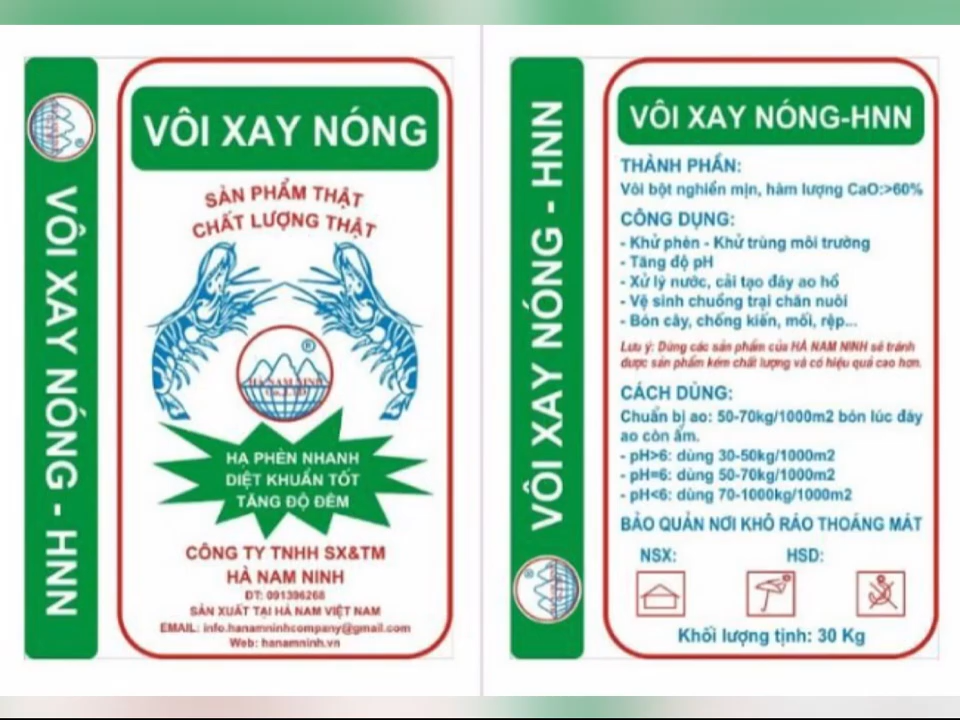 VÔI XAY NÓNG - HNN
VÔI XAY NÓNG
SẢN PHẨM THẬT
CHẤT LƯỢNG THẬT
®
HÀ NAM NINH
Co.,LTD
HẠ PHÈN NHANH
DIỆT KHUẨN TỐT
TĂNG ĐỘ ĐỆM
CÔNG TY TNHH SX&TM
HÀ NAM NINH
ĐT: 091396268
SẢN XUẤT TẠI HÀ NAM VIỆT NAM
EMAIL: info.hanamninhcompany@gmail.com
Web: hanamninh.vn
VÔI XAY NÓNG - HNN
VÔI XAY NÓNG-HNN
THÀNH PHẦN:
Vôi bột nghiền mịn, hàm lượng CaO:>60%
CÔNG DỤNG:
- Khử phèn - Khử trùng môi trường
- Tăng độ pH
- Xử lý nước, cải tạo đáy ao hồ
- Vệ sinh chuồng trại chăn nuôi
- Bón cây, chống kiến, mối, rệp...
Lưu ý: Dùng các sản phẩm của HÀ NAM NINH sẽ tránh
được sản phẩm kém chất lượng và có hiệu quả cao hơn.
CÁCH DÙNG:
Chuẩn bị ao: 50-70kg/1000m2 bón lúc đáy
ao còn ẩm.
- pH>6: dùng 30-50kg/1000m2
- pH=6: dùng 50-70kg/1000m2
- pH<6: dùng 70-1000kg/1000m2
BẢO QUẢN NƠI KHÔ RÁO THOÁNG MÁT
NSX: HSD:
Khối lượng tịnh: 30 Kg